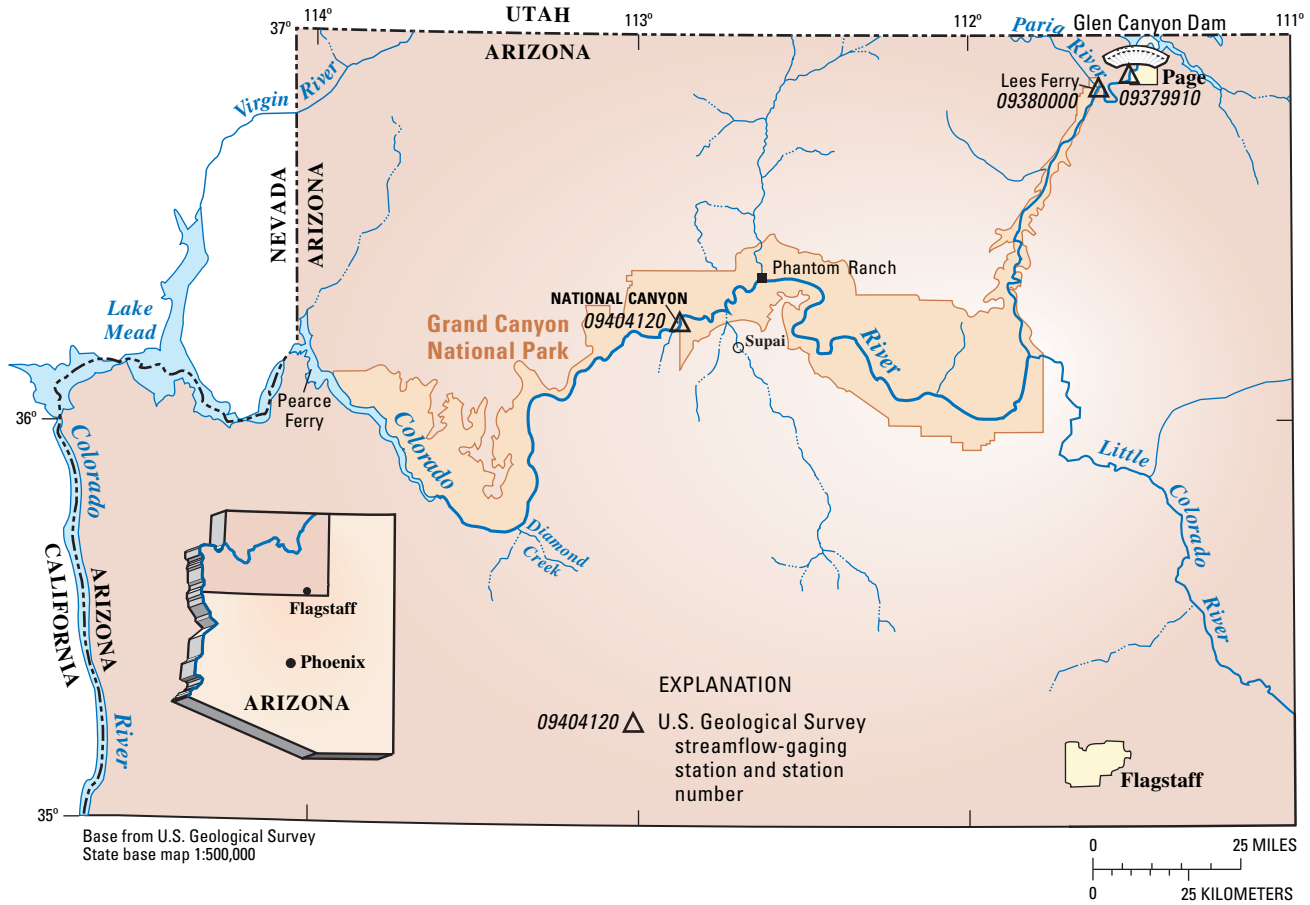 114°
UTAH
113°
112°
Glen Canyon Dam
111°
37°
ARIZONA
Paria
River
Page
Lees Ferry
09380000
09379910
Virgin River
NEVADA
ARIZONA
Phantom Ranch
NATIONAL CANYON
09404120
Lake
Mead
Grand Canyon
National Park
Supai
River
Pearce
Ferry
36°
Colorado
River
Colorado
Little
Colorado
River
Diamond
Creek
CALIFORNIA
ARIZONA
Flagstaff
Phoenix
ARIZONA
EXPLANATION
09404120 U.S. Geological Survey
streamflow-gaging
station and station
number
Flagstaff
35°
Base from U.S. Geological Survey
State base map 1:500,000
0 25 MILES
0 25 KILOMETERS